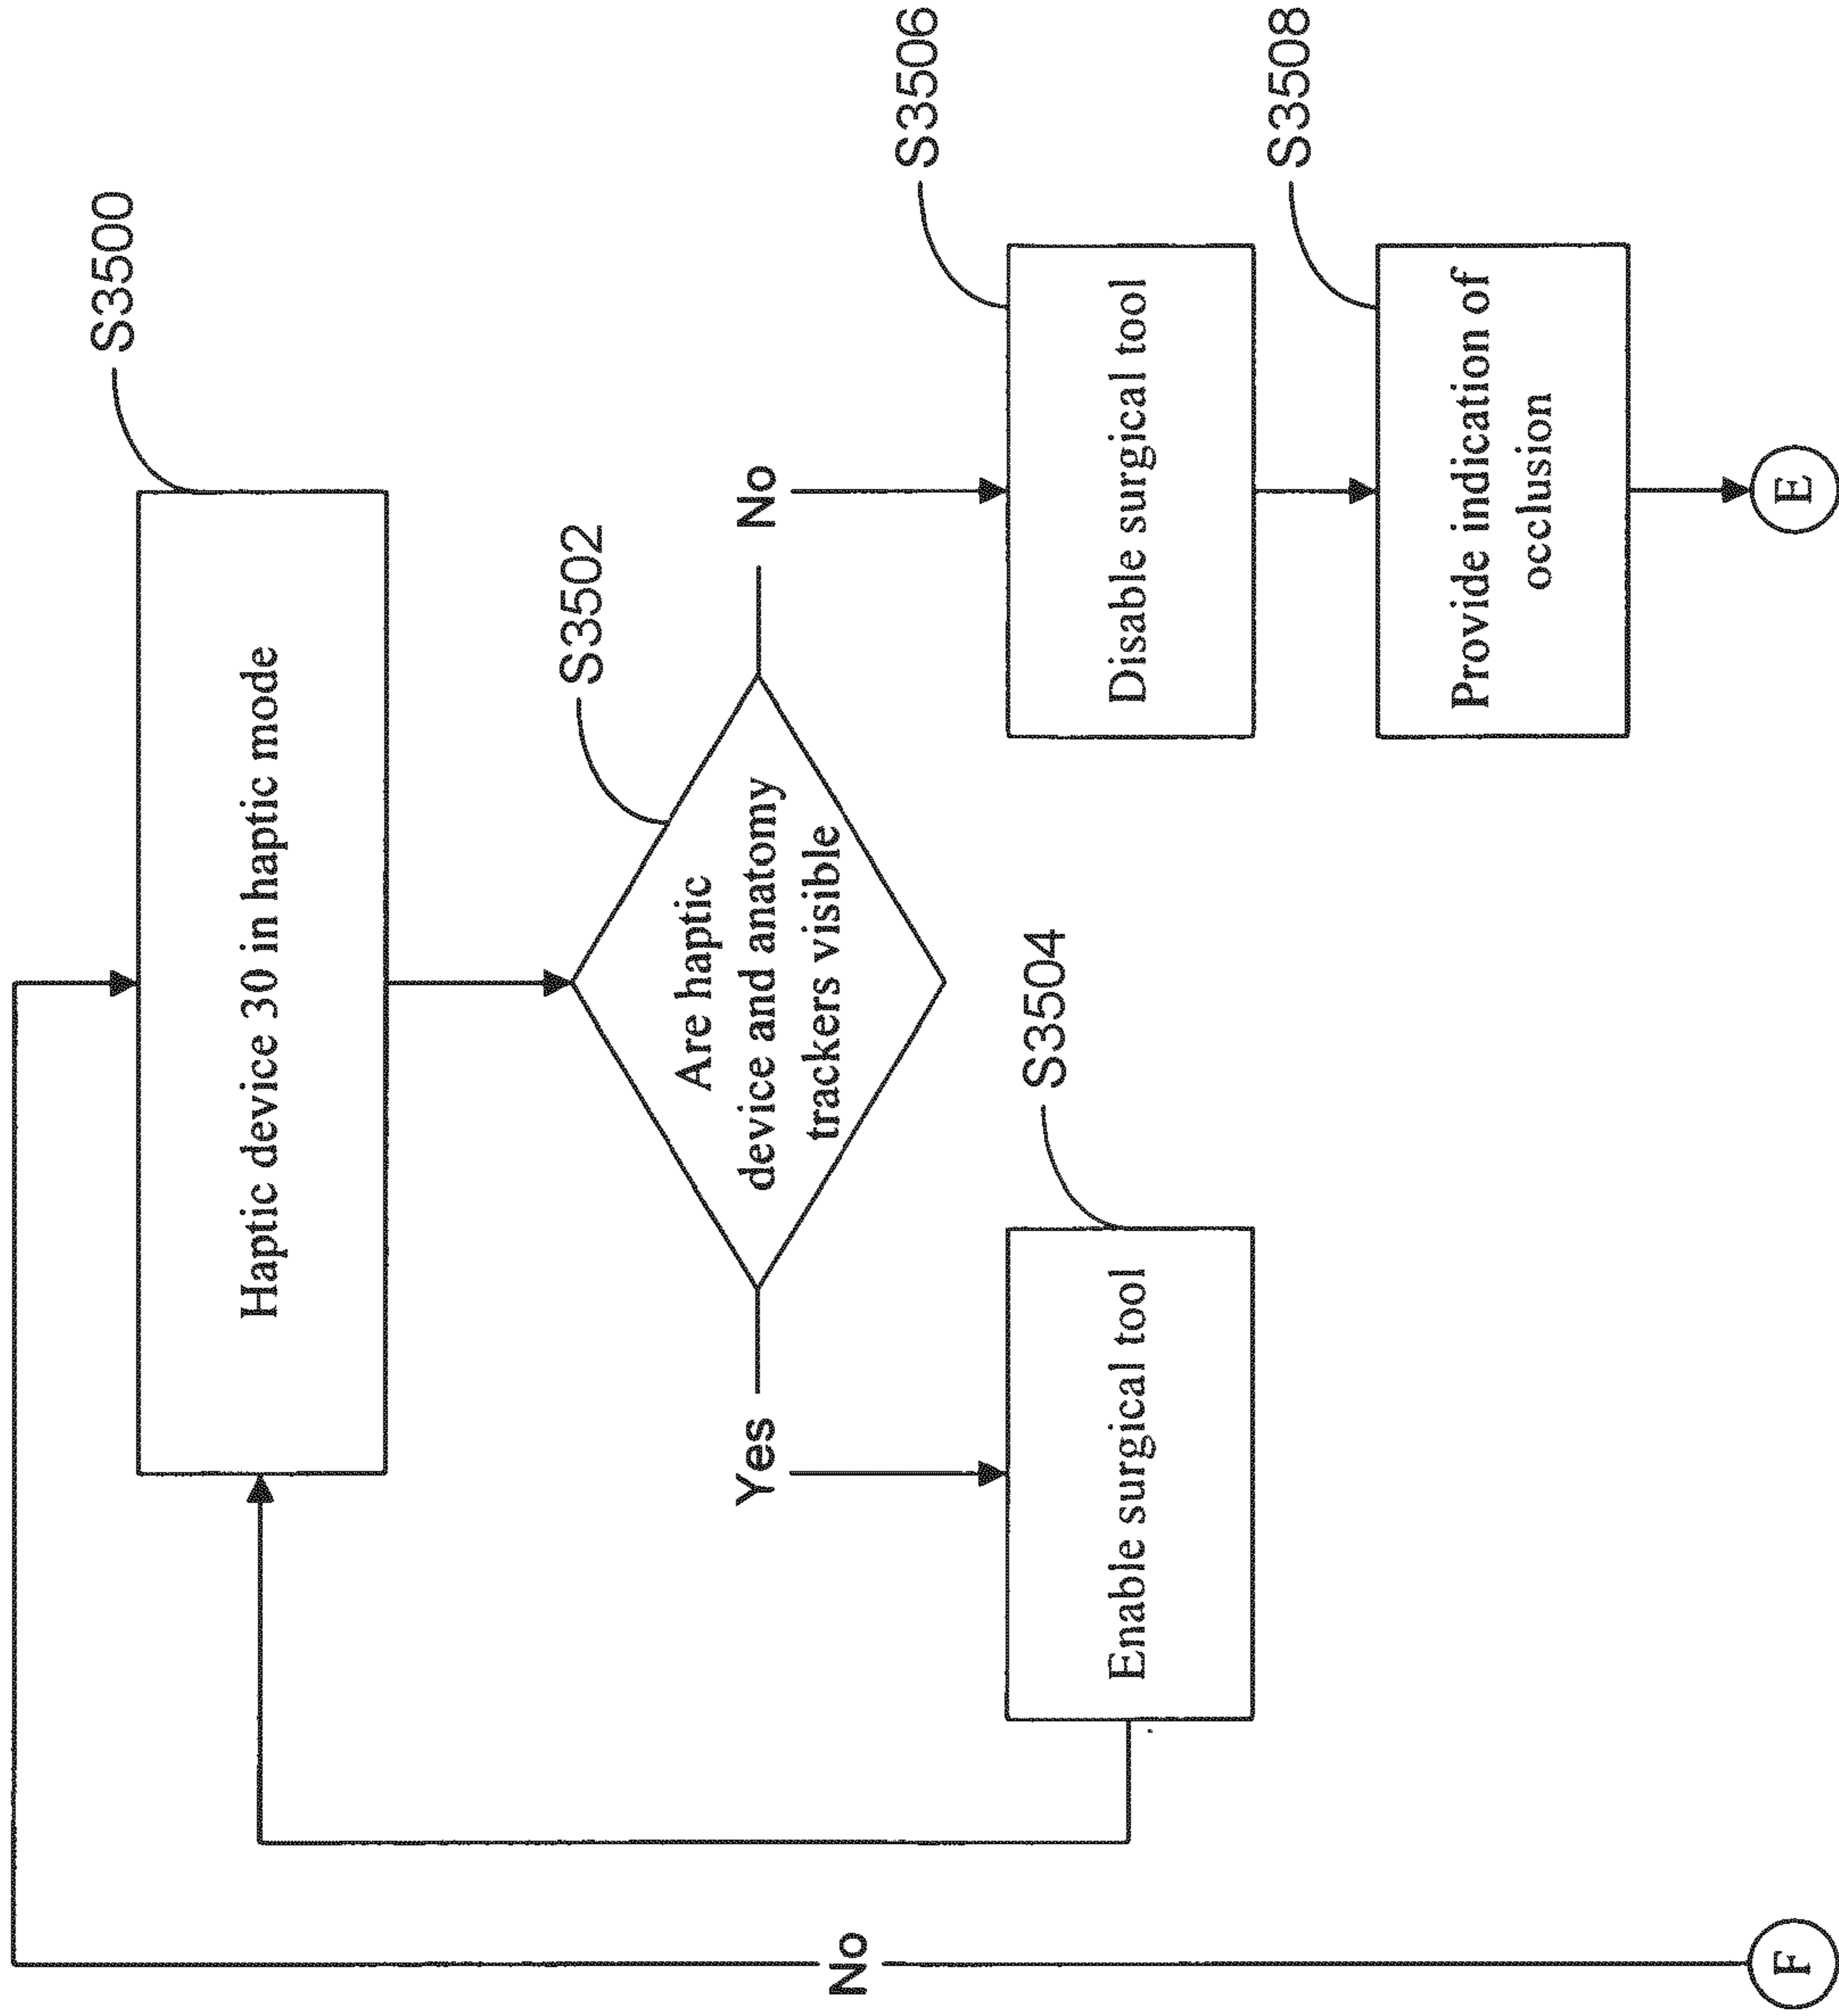 S3500
Haptic device 30 in haptic mode
S3502
Are haptic
device and anatomy
trackers visible
Yes
No
S3504
Enable surgical tool
S3506
Disable surgical tool
S3508
Provide indication of
occlusion
No
F
E